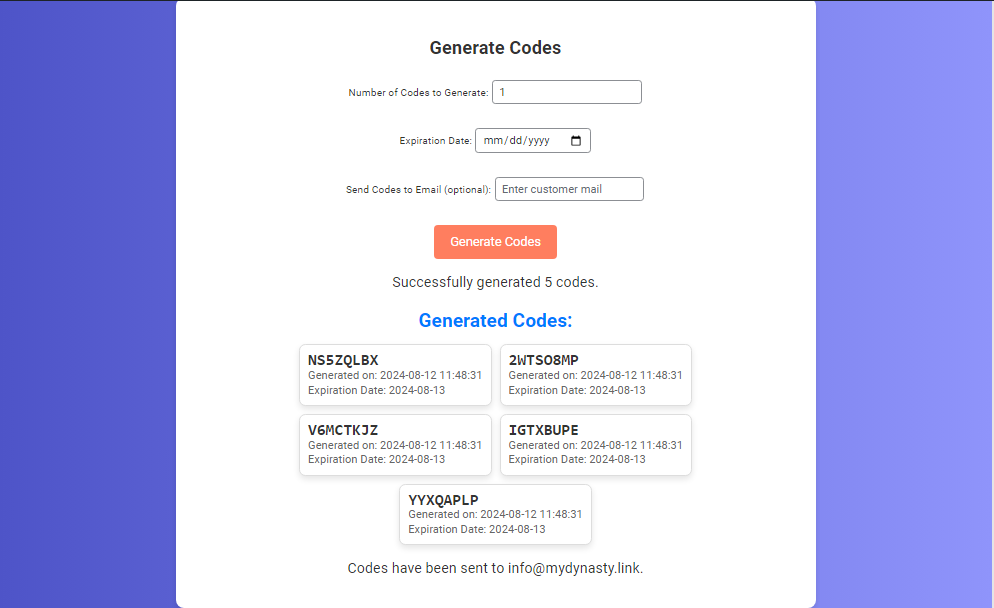 Generate Codes
Number of Codes to Generate: 1
Expiration Date: mm/dd/yyyy
Send Codes to Email (optional): Enter customer mail
Generate Codes
Successfully generated 5 codes.
Generated Codes:
NS5ZQLBX
Generated on: 2024-08-12 11:48:31
Expiration Date: 2024-08-13
2WTSO8MP
Generated on: 2024-08-12 11:48:31
Expiration Date: 2024-08-13
V6MCTKJZ
Generated on: 2024-08-12 11:48:31
Expiration Date: 2024-08-13
IGTXBUPE
Generated on: 2024-08-12 11:48:31
Expiration Date: 2024-08-13
YYXQAPLP
Generated on: 2024-08-12 11:48:31
Expiration Date: 2024-08-13
Codes have been sent to info@mydynasty.link.